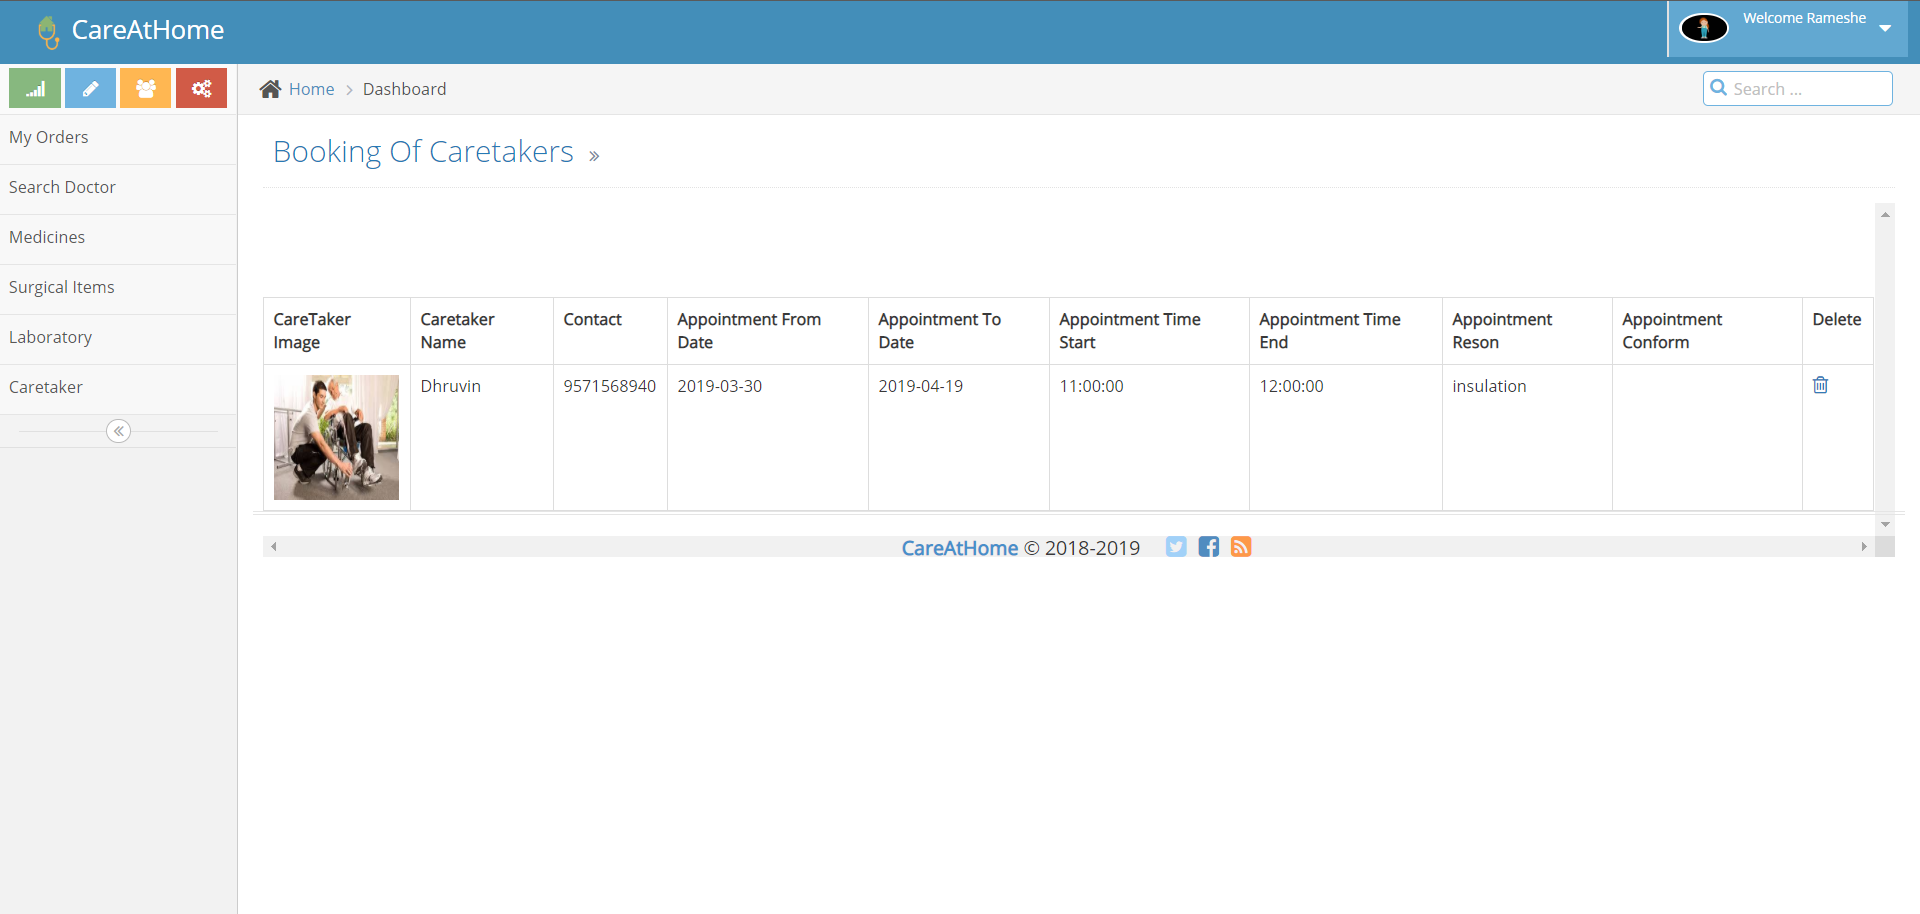 CareAtHome
Welcome Rameshe
Home
Dashboard
Search ...
My Orders
Search Doctor
Medicines
Surgical Items
Laboratory
Caretaker
Booking Of Caretakers »
CareTaker
Image
Caretaker
Name
Contact
Appointment From
Date
Appointment To
Date
Appointment Time
Start
Appointment Time
End
Appointment
Reson
Appointment
Conform
Delete
Dhruvin
9571568940
2019-03-30
2019-04-19
11:00:00
12:00:00
insulation
CareAtHome © 2018-2019